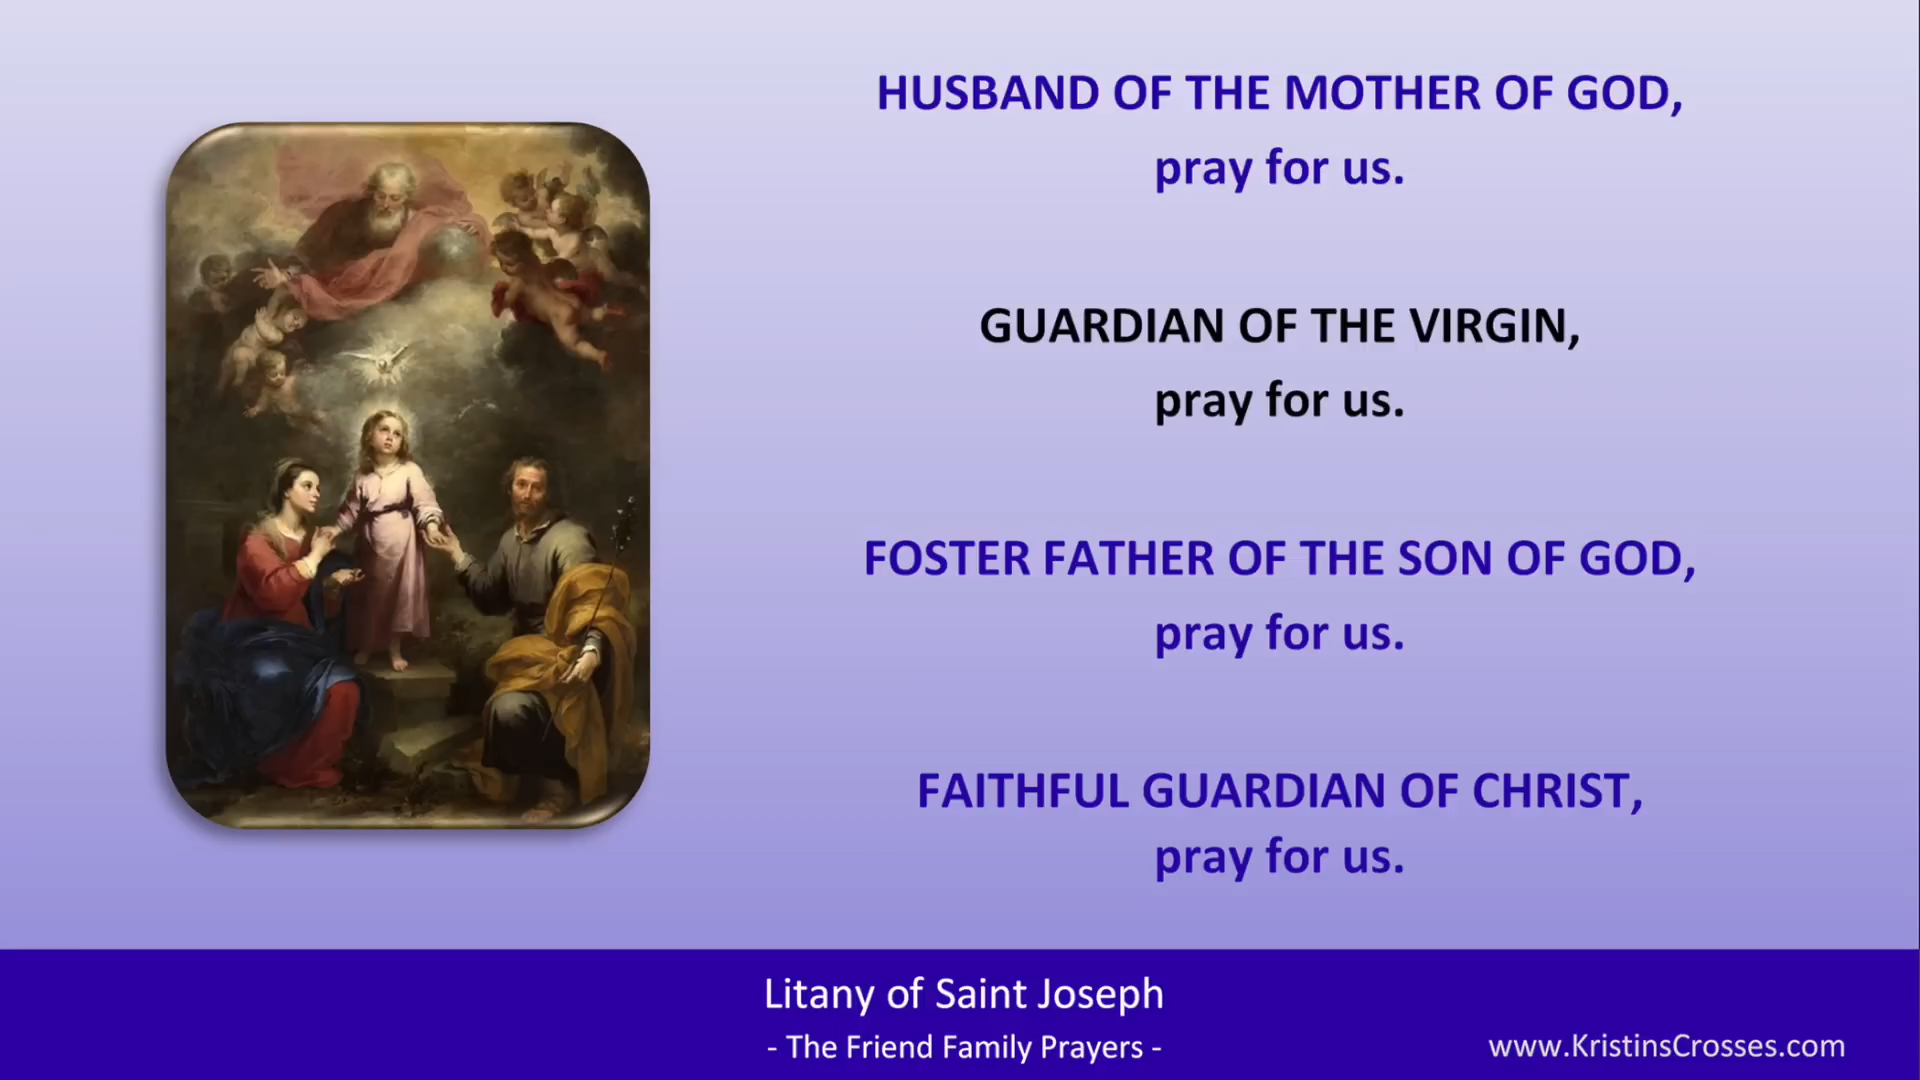 HUSBAND OF THE MOTHER OF GOD,
pray for us.
GUARDIAN OF THE VIRGIN,
pray for us.
FOSTER FATHER OF THE SON OF GOD,
pray for us.
FAITHFUL GUARDIAN OF CHRIST,
pray for us.
Litany of Saint Joseph
- The Friend Family Prayers -
www.KristinsCrosses.com